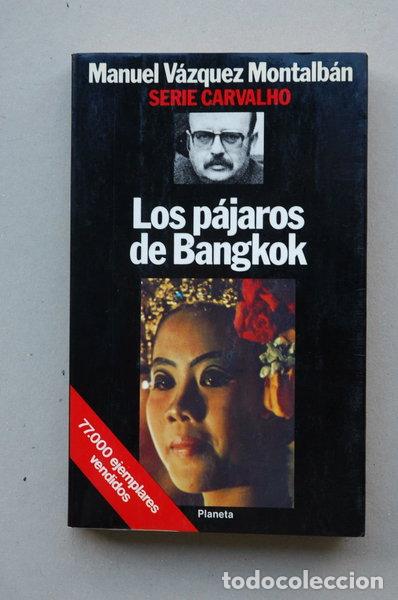 Manuel Vázquez Montalbán
SERIE CARVALHO
Los pájaros
de Bangkok
77.000 ejemplares
vendidos
Planeta
todocoleccion